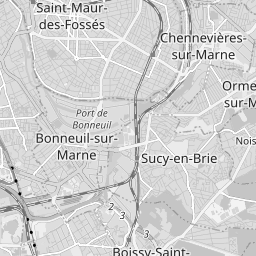 Saint-Maur-
des-Fossés
Chennevières-
sur-Marne
Orme
sur-M
Port de
Bonneuil
Bonneuil-sur-
Marne
Nois
Sucy-en-Brie
2
3
3
Boissy-Saint-